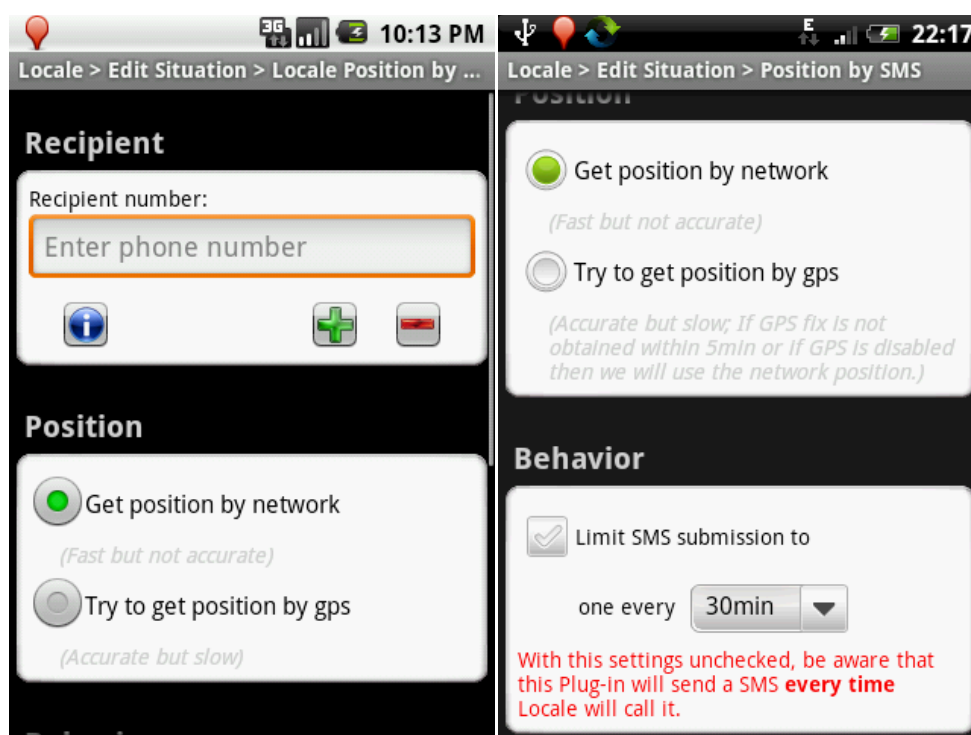 3G 10:13 PM
Locale > Edit Situation > Locale Position by ...
Recipient
Recipient number:
Enter phone number
Position
Get position by network
(Fast but not accurate)
Try to get position by gps
(Accurate but slow)
E 22:17
Locale > Edit Situation > Position by SMS
Position
Get position by network
(Fast but not accurate)
Try to get position by gps
(Accurate but slow; If GPS fix is not
obtained within 5min or if GPS is disabled
then we will use the network position.)
Behavior
Limit SMS submission to
one every 30min
With this settings unchecked, be aware that
this Plug-in will send a SMS every time
Locale will call it.